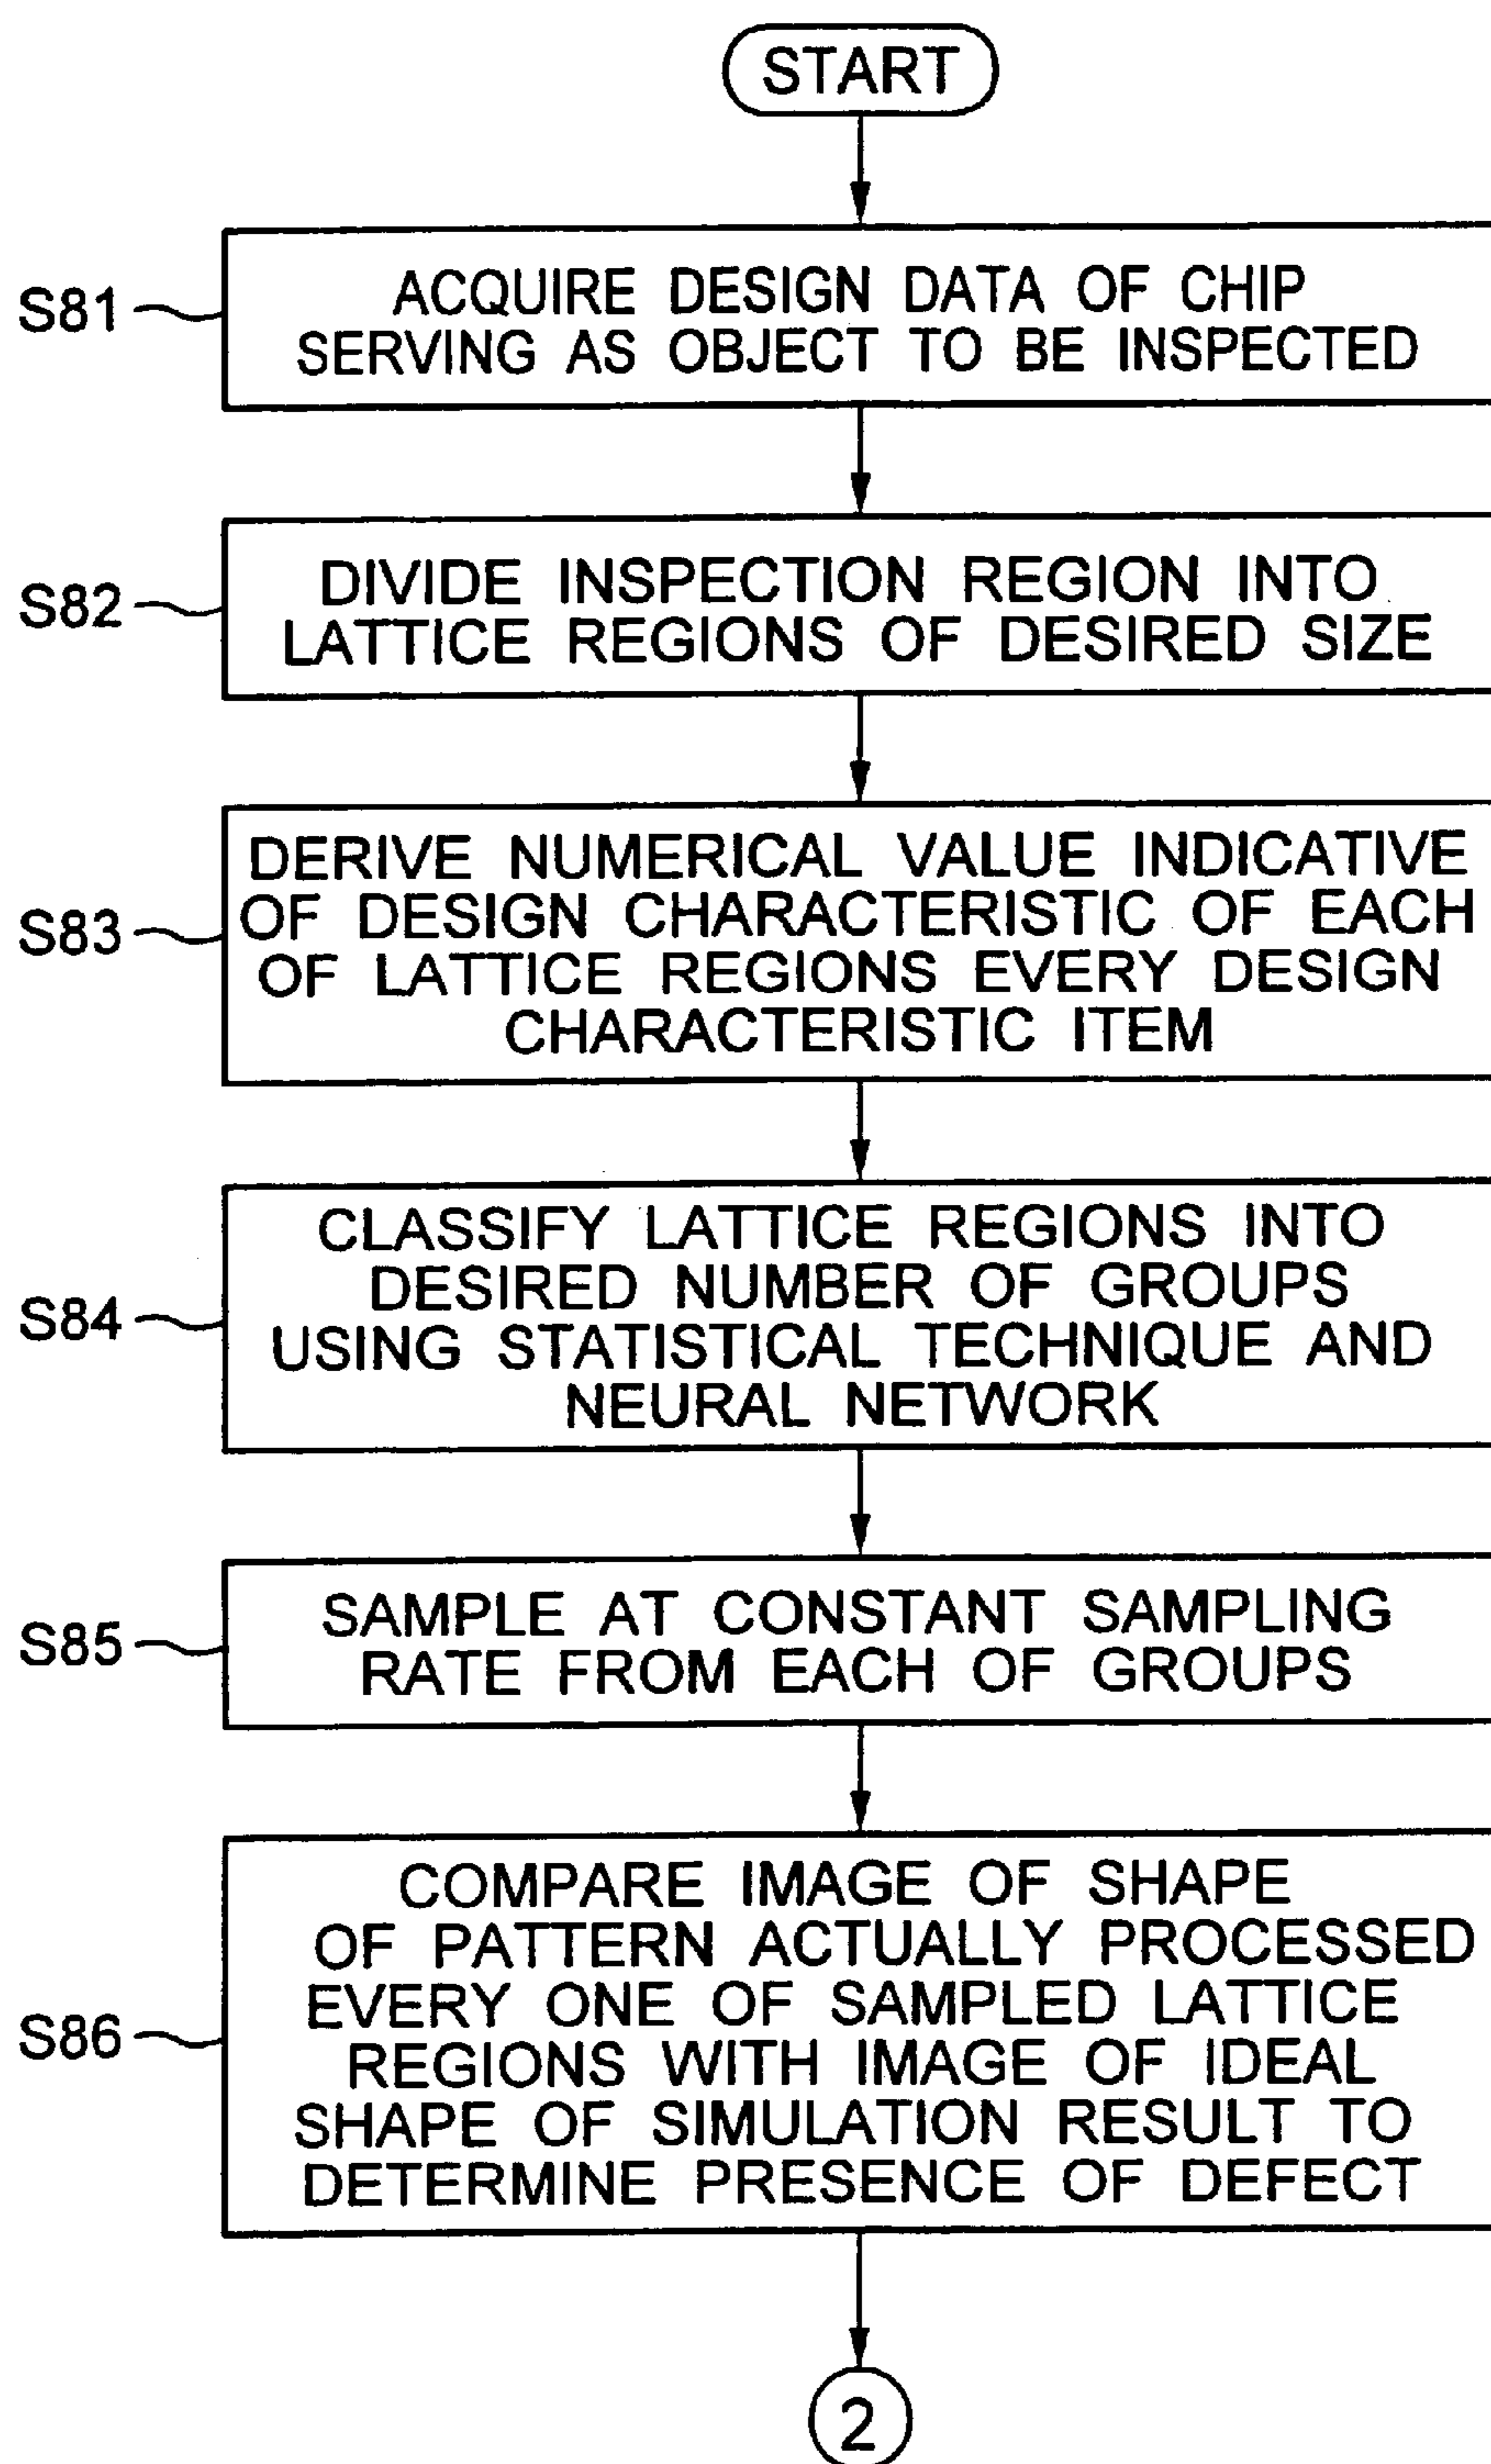 START
S81
ACQUIRE DESIGN DATA OF CHIP
SERVING AS OBJECT TO BE INSPECTED
S82
DIVIDE INSPECTION REGION INTO
LATTICE REGIONS OF DESIRED SIZE
S83
DERIVE NUMERICAL VALUE INDICATIVE
OF DESIGN CHARACTERISTIC OF EACH
OF LATTICE REGIONS EVERY DESIGN
CHARACTERISTIC ITEM
S84
CLASSIFY LATTICE REGIONS INTO
DESIRED NUMBER OF GROUPS
USING STATISTICAL TECHNIQUE AND
NEURAL NETWORK
S85
SAMPLE AT CONSTANT SAMPLING
RATE FROM EACH OF GROUPS
S86
COMPARE IMAGE OF SHAPE
OF PATTERN ACTUALLY PROCESSED
EVERY ONE OF SAMPLED LATTICE
REGIONS WITH IMAGE OF IDEAL
SHAPE OF SIMULATION RESULT TO
DETERMINE PRESENCE OF DEFECT
2